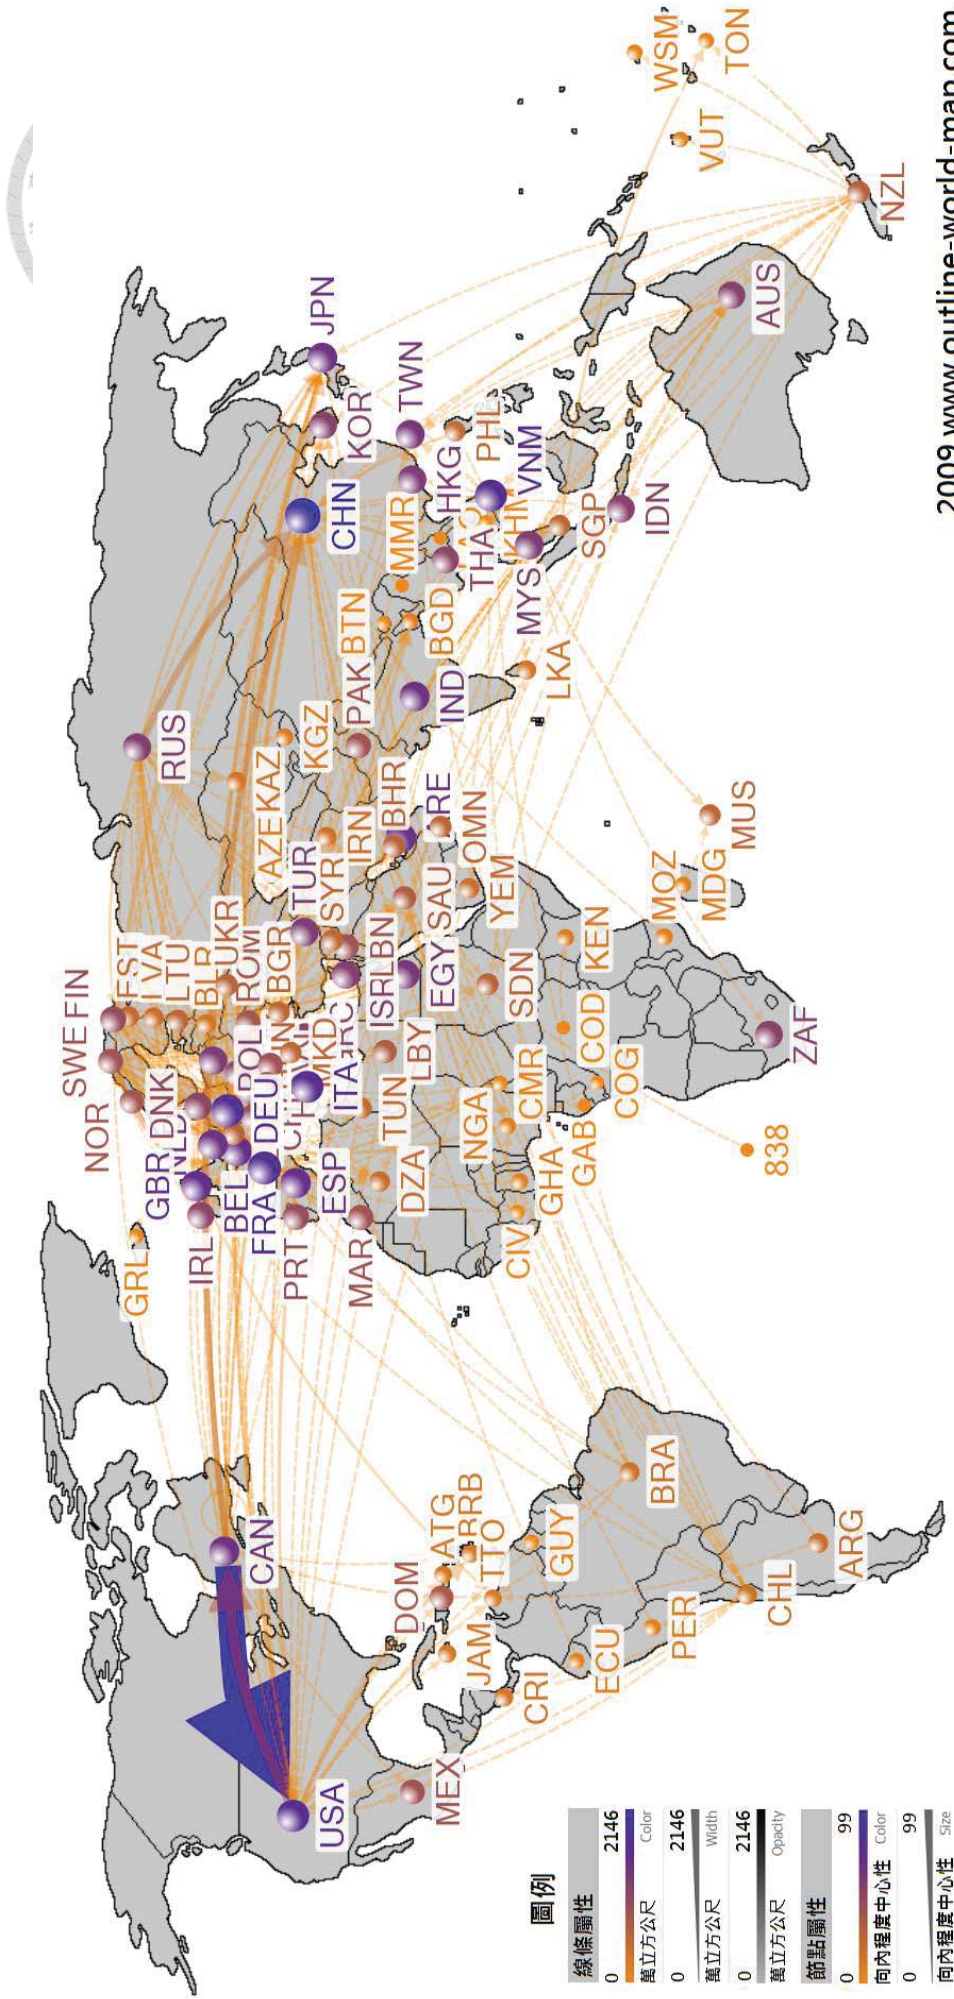 WSM
TON
VUT
NZL
AUS
JPN
TWN
KOR
PHL
HKG
VNM
CHN
MMR
THA
KHM
SGP
IDN
MYS
BTN
BGD
LKA
IND
PAK
KGZ
RUS
KAZ
AZE
BHR
IRN
ARE
OMN
MUS
TUR
SYR
SAU
YEM
MOZ
MDG
UKR
ROM
BGR
LBN
ISR
EGY
SDN
KEN
FIN
SWE
EST
LVA
LTU
BLR
POL
MKD
GRC
ITA
LBY
TUN
COD
COG
ZAF
NOR
DNK
NLD
GBR
DEU
BEL
FRA
ESP
DZA
NGA
CMR
GAB
GHA
838
IRL
PRT
MAR
CIV
GRL
CAN
USA
MEX
DOM
ATG
BRB
TTO
JAM
GUY
BRA
CRI
ECU
PER
CHL
ARG
圖例
線條屬性
0 2146
萬立方公尺 Color
0 2146
萬立方公尺 Width
0 2146
萬立方公尺 Opacity
節點屬性
0 99
向內程度中心性 Color
0 99
向內程度中心性 Size
2009 www.outline-world-map.com